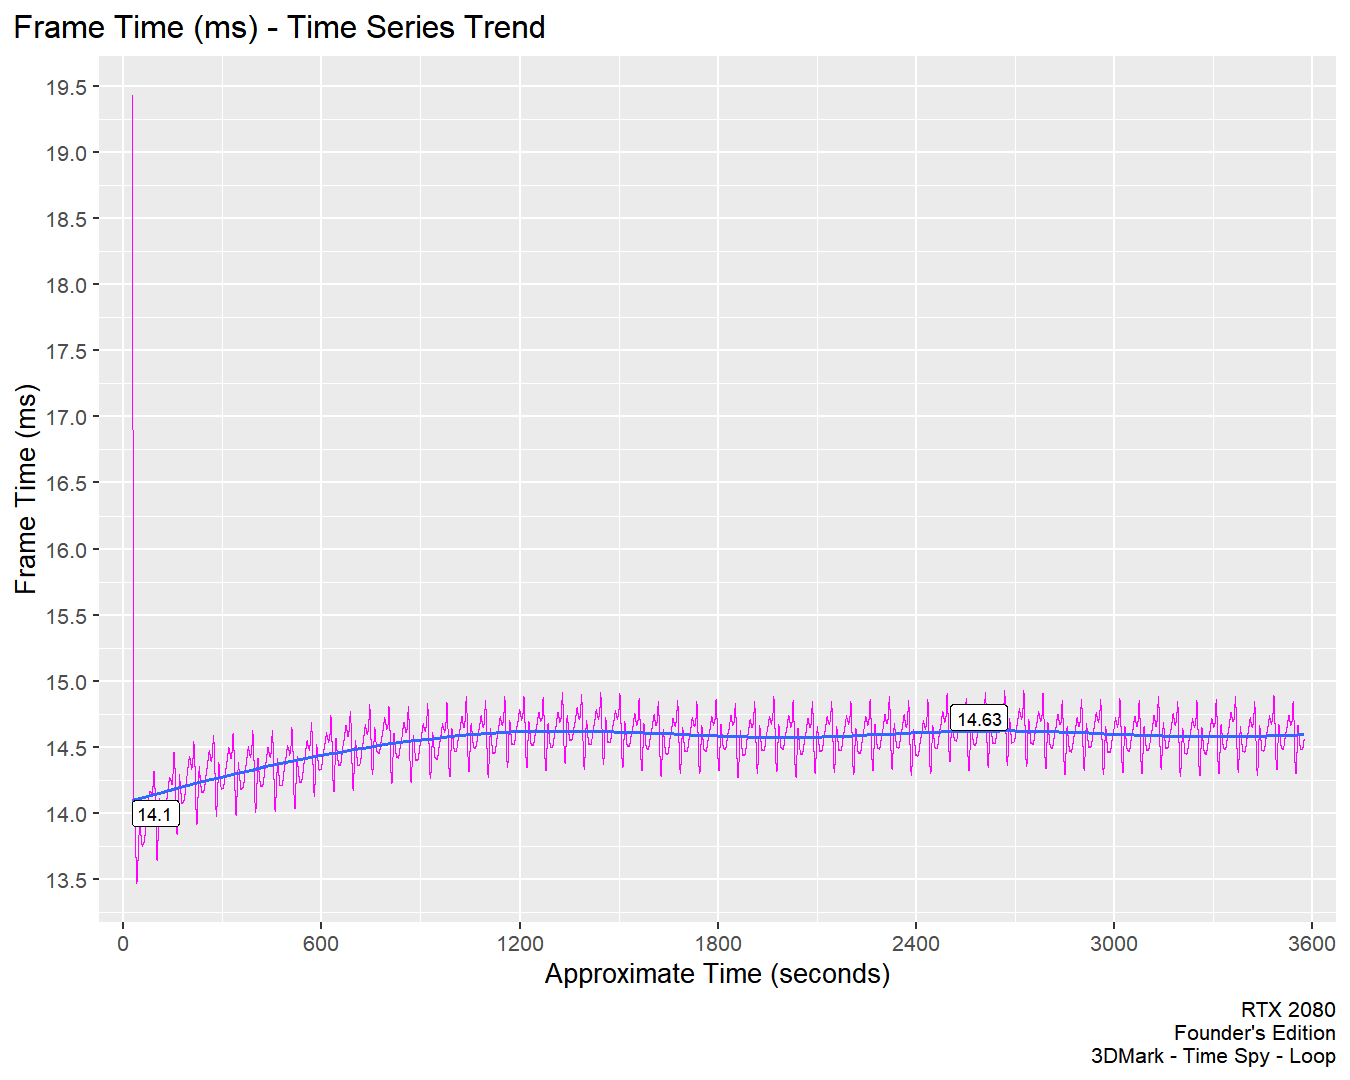 Frame Time (ms) - Time Series Trend
Frame Time (ms)
19.5
19.0
18.5
18.0
17.5
17.0
16.5
16.0
15.5
15.0
14.5
14.0
13.5
14.1
14.63
0 600 1200 1800 2400 3000 3600
Approximate Time (seconds)
RTX 2080
Founder's Edition
3DMark - Time Spy - Loop